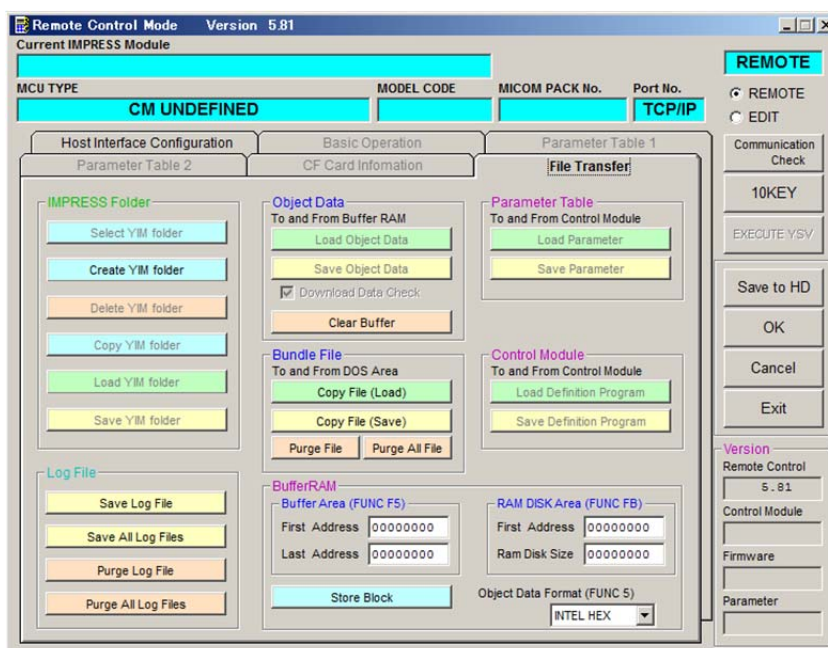 Remote Control Mode Version 5.81
Current IMPRESS Module
MCU TYPE MODEL CODE MICOM PACK No. Port No.
CM UNDEFINED TCP/IP
Host Interface Configuration Basic Operation Parameter Table 1
Parameter Table 2 CF Card Infomation File Transfer
IMPRESS Folder
Select YIM folder
Create YIM folder
Delete YIM folder
Copy YIM folder
Load YIM folder
Save YIM folder
Log File
Save Log File
Save All Log Files
Purge Log File
Purge All Log Files
Object Data
To and From Buffer RAM
Load Object Data
Save Object Data
Download Data Check
Clear Buffer
Bundle File
To and From DOS Area
Copy File (Load)
Copy File (Save)
Purge File Purge All File
Parameter Table
To and From Control Module
Load Parameter
Save Parameter
Control Module
To and From Control Module
Load Definition Program
Save Definition Program
BufferRAM
Buffer Area (FUNC F5)
First Address 00000000
Last Address 00000000
Store Block
RAM DISK Area (FUNC FB)
First Address 00000000
Ram Disk Size 00000000
Object Data Format (FUNC 5)
INTEL HEX
REMOTE
REMOTE
EDIT
Communication
Check
10KEY
EXECUTE YSV
Save to HD
OK
Cancel
Exit
Version
Remote Control
5.81
Control Module
Firmware
Parameter